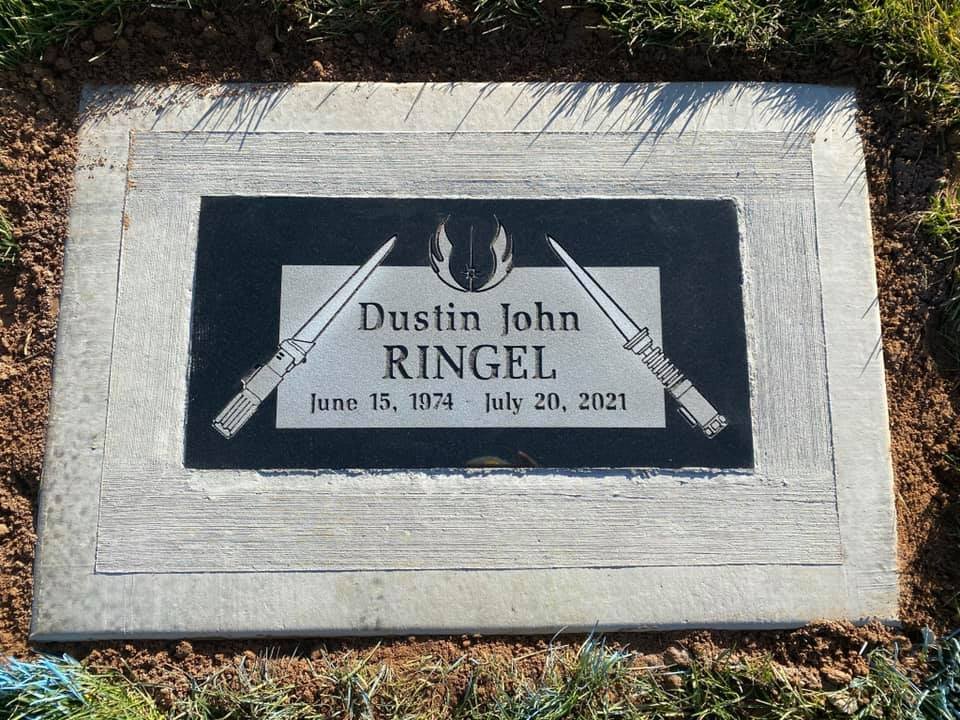 Dustin John
RINGEL
June 15, 1974 - July 20, 2021